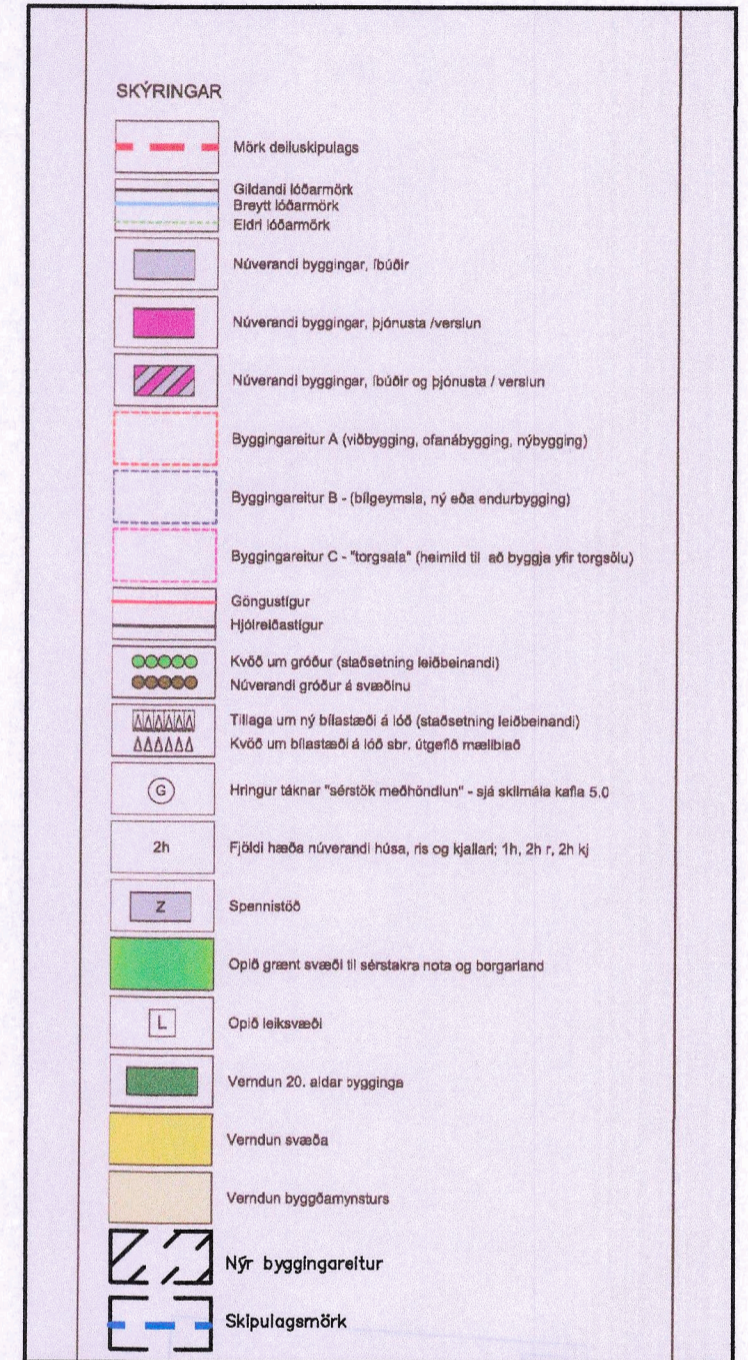 SKÝRINGAR
Mörk deiluskipulags
Gildandi lóðarmörk
Breytt lóðarmörk
Eldri lóðarmörk
Núverandi byggingar, íbúðir
Núverandi byggingar, þjónusta /verslun
Núverandi byggingar, íbúðir og þjónusta / verslun
Byggingareitur A (viðbygging, ofanábygging, nýbygging)
Byggingareitur B - (bílgeymsla, ný eða endurbygging)
Byggingareitur C - "torgsala" (heimild til að byggja yfir torgsölu)
Göngustígur
Hjólreiðastígur
Kvöð um gróður (staðsetning leiðbeinandi)
Núverandi gróður á svæðinu
Tillaga um ný bílastæði á lóð (staðsetning leiðbeinandi)
Kvöð um bílastæði á lóð sbr. útgefið mæliblað
G Hringur táknar "sérstök meðhöndlun" - sjá skilmála kafla 5.0
2h Fjöldi hæða núverandi húsa, ris og kjallari; 1h, 2h r, 2h kj
Z Spennistöð
Opið grænt svæði til sérstakra nota og borgarland
L Opið leiksvæði
Verndun 20. aldar bygginga
Verndun svæða
Verndun byggðamynsturs
Nýr byggingareitur
Skipulagsmörk